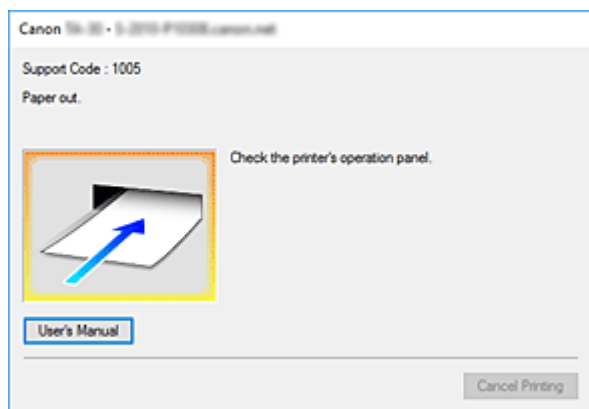 Canon
Support Code : 1005
Paper out.
Check the printer's operation panel.
User's Manual
Cancel Printing